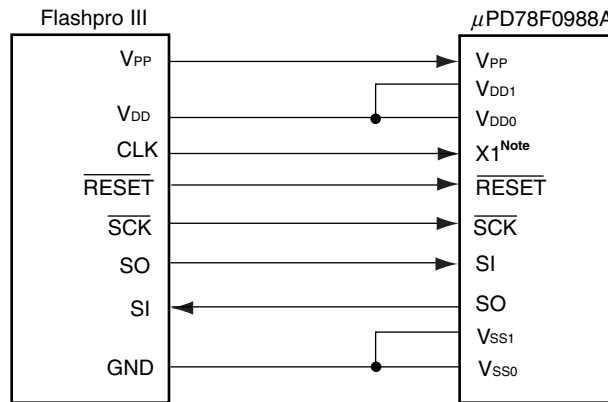 Flashpro III μPD78F0988A
VPP VPP
VDD1
VDD VDD0
CLK X1Note
RESET RESET
SCK SCK
SO SI
SI SO
VSS1
GND VSS0